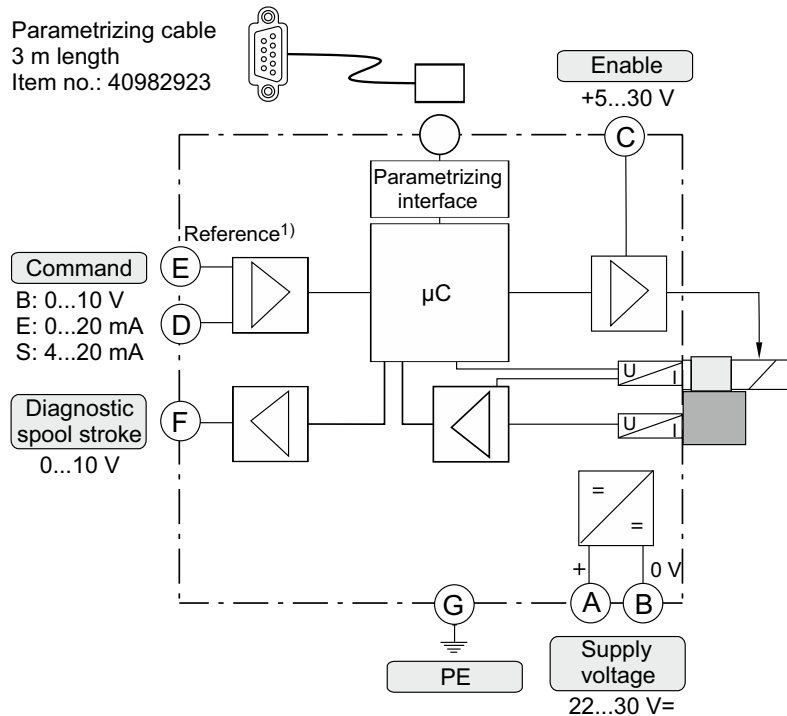 Parametrizing cable
3 m length
Item no.: 40982923
Enable
+5...30 V
C
Parametrizing
interface
Reference1)
E
Command
B: 0...10 V
E: 0...20 mA
S: 4...20 mA
D
µC
U
I
Diagnostic
spool stroke
0...10 V
F
U
I
=
=
+
0 V
G
A
B
PE
Supply
voltage
22...30 V=